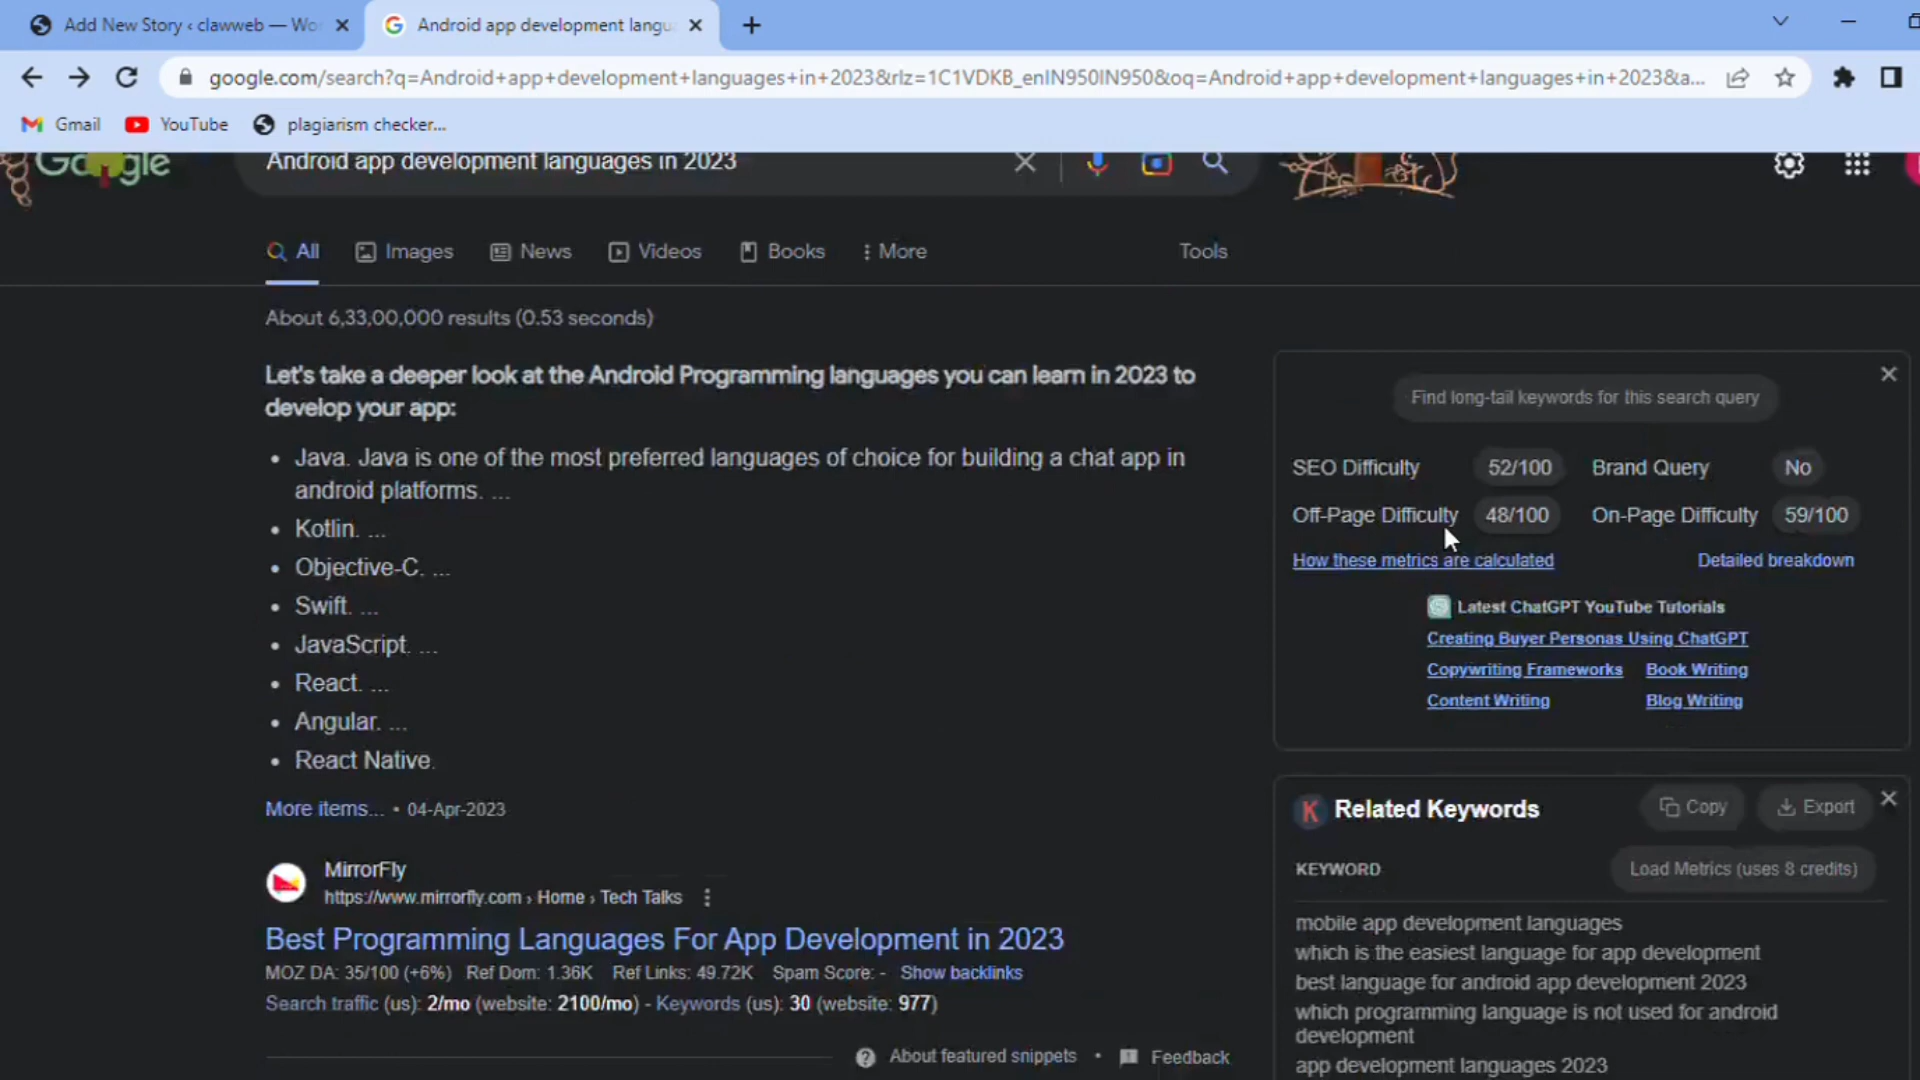 Add New Story ‹ clawweb — Wo
Android app development langu
google.com/search?q=Android+app+development+languages+in+2023&rlz=1C1VDKB_enIN950IN950&oq=Android+app+development+languages+in+2023&a...
Gmail YouTube plagiarism checker...
Google Android app development languages in 2023
All Images News Videos Books More Tools
About 6,33,00,000 results (0.53 seconds)
Let's take a deeper look at the Android Programming languages you can learn in 2023 to
develop your app:
• Java. Java is one of the most preferred languages of choice for building a chat app in
android platforms. ...
• Kotlin. ...
• Objective-C. ...
• Swift. ...
• JavaScript. ...
• React. ...
• Angular. ...
• React Native.
More items... • 04-Apr-2023
MirrorFly
https://www.mirrorfly.com › Home › Tech Talks
Best Programming Languages For App Development in 2023
MOZ DA: 35/100 (+6%) Ref Dom: 1.36K Ref Links: 49.72K Spam Score: - Show backlinks
Search traffic (us): 2/mo (website: 2100/mo) - Keywords (us): 30 (website: 977)
About featured snippets • Feedback
Find long-tail keywords for this search query
SEO Difficulty 52/100 Brand Query No
Off-Page Difficulty 48/100 On-Page Difficulty 59/100
How these metrics are calculated Detailed breakdown
Latest ChatGPT YouTube Tutorials
Creating Buyer Personas Using ChatGPT
Copywriting Frameworks Book Writing
Content Writing Blog Writing
K Related Keywords Copy Export
KEYWORD Load Metrics (uses 8 credits)
mobile app development languages
which is the easiest language for app development
best language for android app development 2023
which programming language is not used for android
development
app development languages 2023